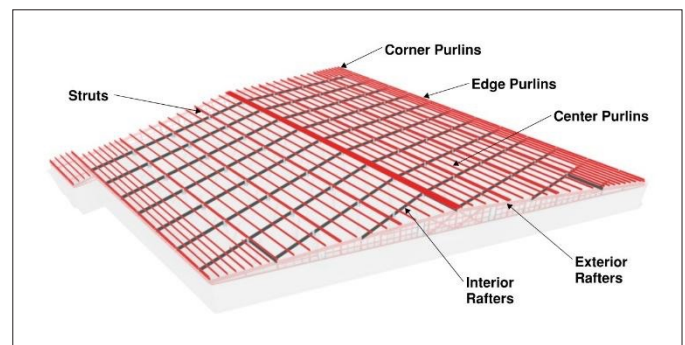 Corner Purlins
Edge Purlins
Struts
Center Purlins
Exterior
Rafters
Interior
Rafters